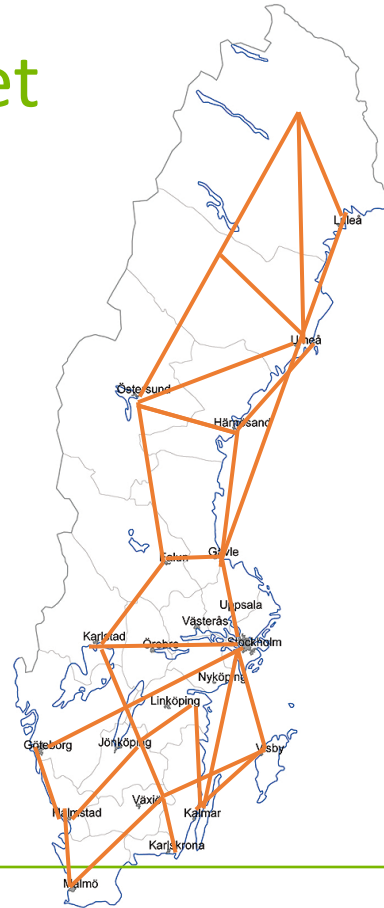 et
Luleå
Umeå
Östersund
Härnösand
Falun
Gävle
Uppsala
Västerås
Karlstad
Örebro
Stockholm
Nyköping
Linköping
Göteborg
Jönköping
Visby
Växjö
Halmstad
Kalmar
Karlskrona
Malmö